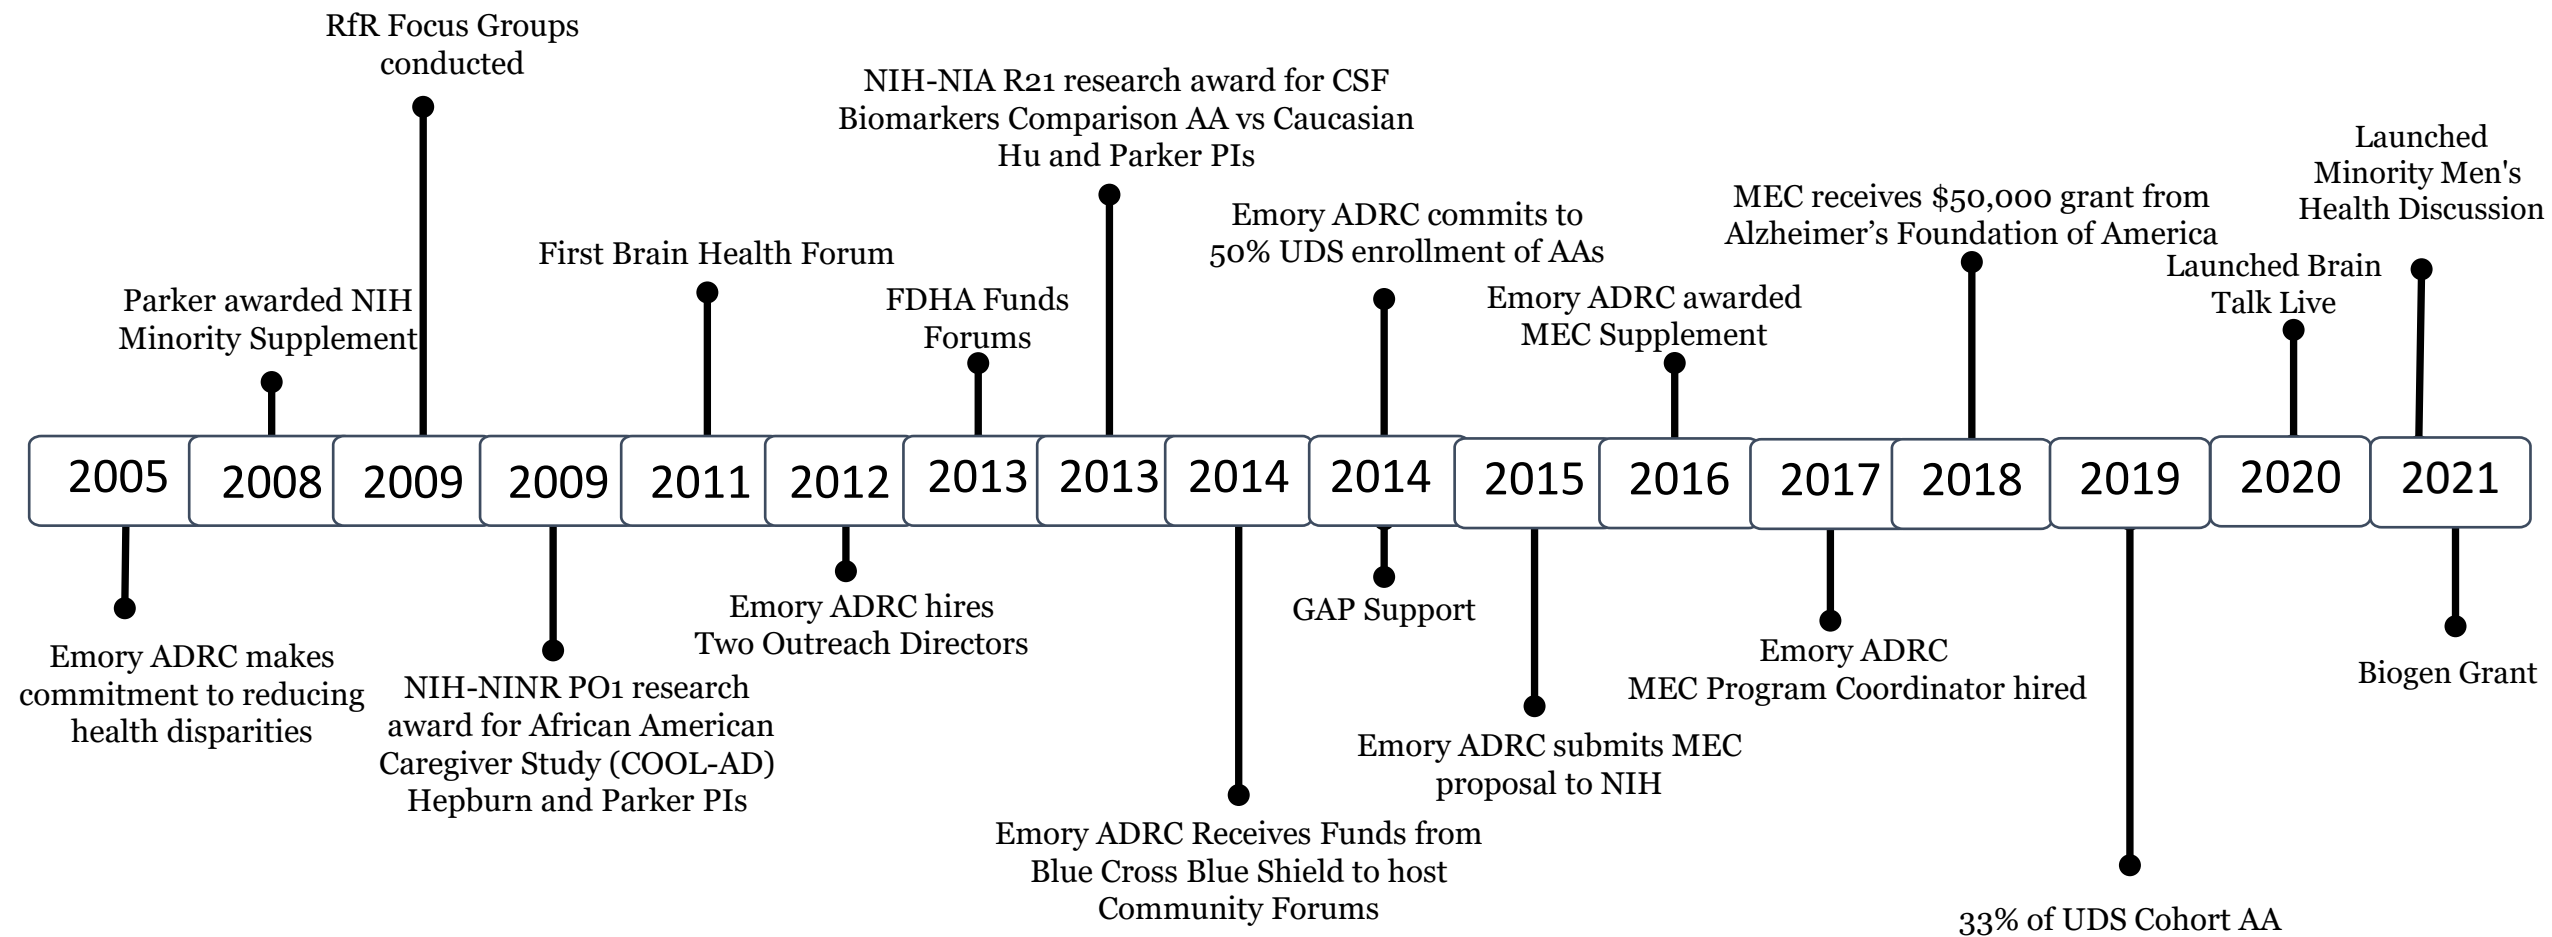 RfR Focus Groups
conducted
NIH-NIA R21 research award for CSF
Biomarkers Comparison AA vs Caucasian
Hu and Parker PIs
Launched
Minority Men's
Health Discussion
Emory ADRC commits to
50% UDS enrollment of AAs
MEC receives $50,000 grant from
Alzheimer’s Foundation of America
First Brain Health Forum
Launched Brain
Talk Live
Parker awarded NIH
Minority Supplement
FDHA Funds
Forums
Emory ADRC awarded
MEC Supplement
2005
2008
2009
2009
2011
2012
2013
2013
2014
2014
2015
2016
2017
2018
2019
2020
2021
Emory ADRC makes
commitment to reducing
health disparities
NIH-NINR PO1 research
award for African American
Caregiver Study (COOL-AD)
Hepburn and Parker PIs
Emory ADRC hires
Two Outreach Directors
GAP Support
Emory ADRC Receives Funds from
Blue Cross Blue Shield to host
Community Forums
Emory ADRC submits MEC
proposal to NIH
Emory ADRC
MEC Program Coordinator hired
33% of UDS Cohort AA
Biogen Grant